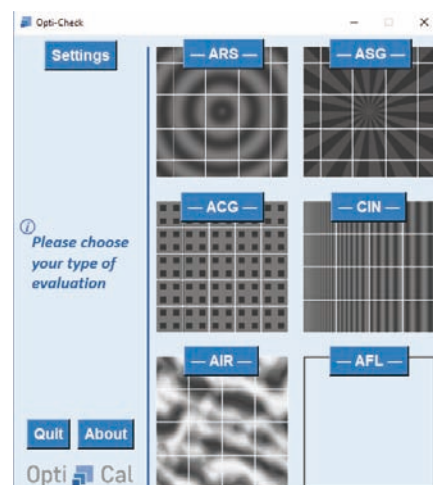 Opti-Check
Settings
— ARS —
— ASG —
— ACG —
— CIN —
Please choose
your type of
evaluation
— AIR —
— AFL —
Quit
About
Opti Cal